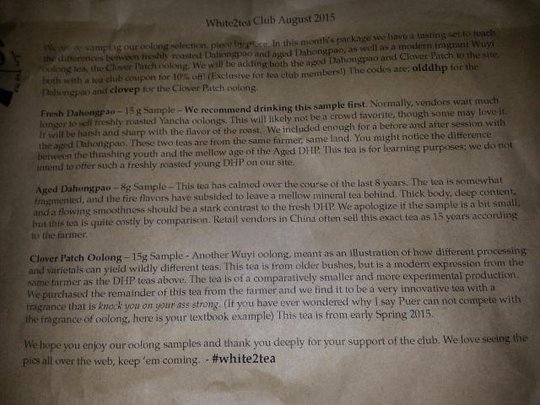 White2tea Club August 2015
We are revamping our oolong selection, piece by piece. In this month's package we have a tasting set to teach
the differences between freshly roasted Dahongpao and aged Dahongpao, as well as a modern fragrant Wuyi
oolong tea, the Clover Patch oolong. We will be adding both the aged Dahongpao and Clover Patch to the site,
both with a tea club coupon for 10% off! (Exclusive for tea club members!) The codes are; olddhp for the
Dahongpao and clovep for the Clover Patch oolong.
Fresh Dahongpao – 15 g Sample – We recommend drinking this sample first. Normally, vendors wait much
longer to sell freshly roasted Yancha oolongs. This will likely not be a crowd favorite, though some may love it.
It will be harsh and sharp with the flavor of the roast. We included enough for a before and after session with
the aged Dahongpao. These two teas are from the same farmer, same land. You might notice the difference
between the thrashing youth and the mellow age of the Aged DHP. This tea is for learning purposes; we do not
intend to offer such a freshly roasted young DHP on our site.
Aged Dahongpao – 8g Sample – This tea has calmed over the course of the last 8 years. The tea is somewhat
fragmented, and the fire flavors have subsided to leave a mellow mineral tea behind. Thick body, deep content,
and a flowing smoothness should be a stark contrast to the fresh DHP. We apologize if the sample is a bit small,
but this tea is quite costly by comparison. Retail vendors in China often sell this exact tea as 15 years according
to the farmer.
Clover Patch Oolong – 15g Sample - Another Wuyi oolong, meant as an illustration of how different processing
and varietals can yield wildly different teas. This tea is from older bushes, but is a modern expression from the
same farmer as the DHP teas above. The tea is of a comparatively smaller and more experimental production.
We purchased the remainder of this tea from the farmer and we find it to be a very innovative tea with a
fragrance that is knock you on your ass strong. (If you have ever wondered why I say Puer can not compete with
the fragrance of oolong, here is your textbook example) This tea is from early Spring 2015.
We hope you enjoy our oolong samples and thank you deeply for your support of the club. We love seeing the
pics all over the web, keep 'em coming. - #white2tea